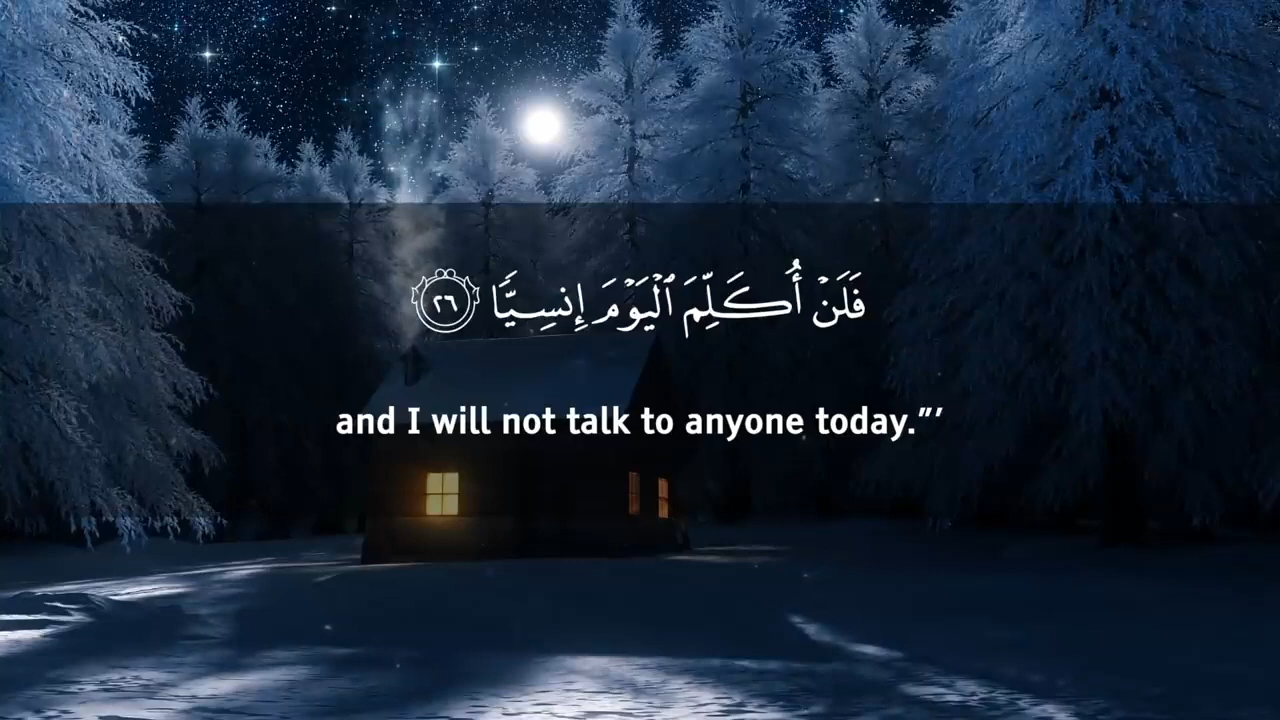 فَلَنْ أُكَلِّمَ ٱلْيَوْمَ إِنسِيًّا ٢٦
and I will not talk to anyone today.”’